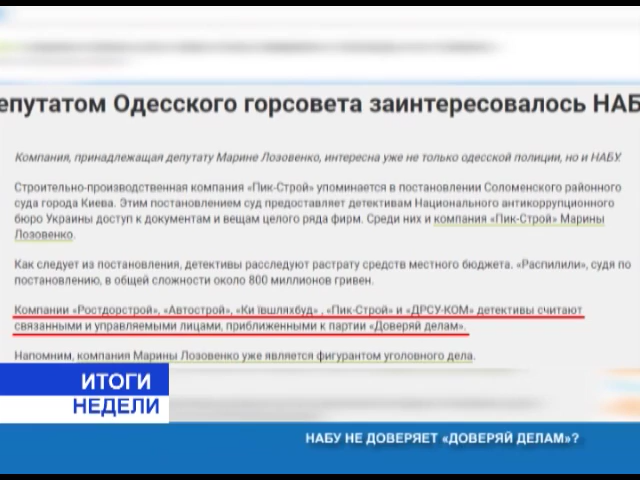 епутатом Одесского горсовета заинтересовалось НАБ
Компания, принадлежащая депутату Марине Лозовенко, интересна уже не только одесской полиции, но и НАБУ.
Строительно-производственная компания «Пик-Строй» упоминается в постановлении Соломенского районного
суда города Киева. Этим постановлением суд предоставляет детективам Национального антикоррупционного
бюро Украины доступ к документам и вещам целого ряда фирм. Среди них и компания «Пик-Строй» Марины
Лозовенко.
Как следует из постановления, детективы расследуют растрату средств местного бюджета. «Распилили», судя по
постановлению, в общей сложности около 800 миллионов гривен.
Компании «Ростдорстрой», «Автострой», «Ки ївшляхбуд» , «Пик-Строй» и «ДРСУ-КОМ» детективы считают
связанными и управляемыми лицами, приближенными к партии «Доверяй делам».
Напомним, компания Марины Лозовенко уже является фигурантом уголовного дела.
ИТОГИ
НЕДЕЛИ
НАБУ НЕ ДОВЕРЯЕТ «ДОВЕРЯЙ ДЕЛАМ»?